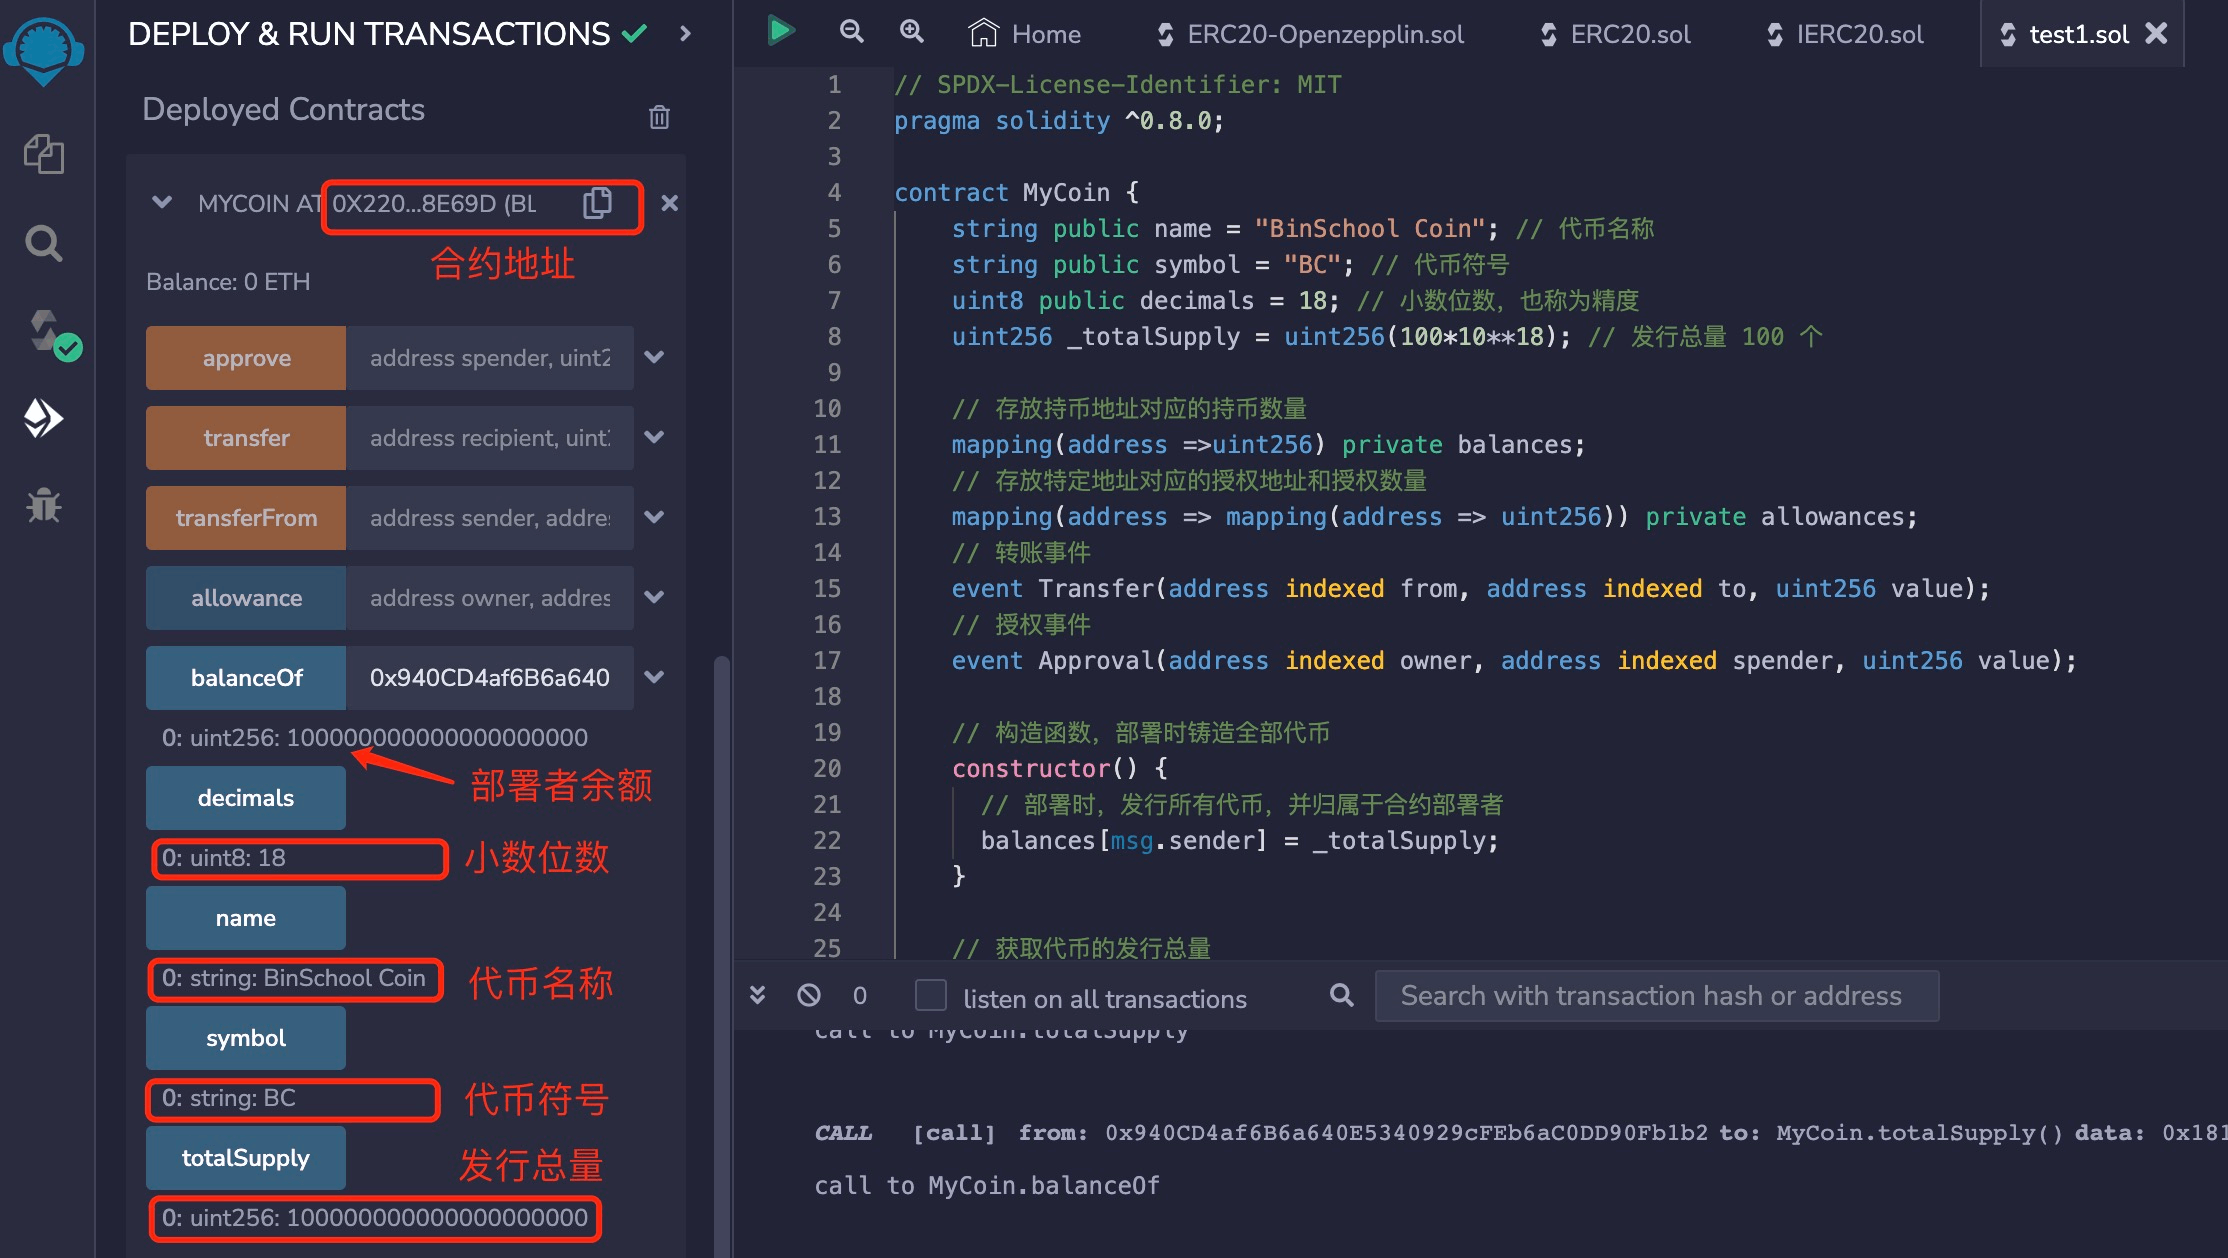 DEPLOY & RUN TRANSACTIONS
Deployed Contracts
MYCOIN AT 0X220...8E69D (BL
合约地址
Balance: 0 ETH
approve address spender, uint2
transfer address recipient, uint:
transferFrom address sender, addre:
allowance address owner, addres
balanceOf 0x940CD4af6B6a640
0: uint256: 100000000000000000000
部署者余额
decimals
0: uint8: 18 小数位数
name
0: string: BinSchool Coin 代币名称
symbol
0: string: BC 代币符号
totalSupply 发行总量
0: uint256: 100000000000000000000
Home ERC20-Openzepplin.sol ERC20.sol IERC20.sol test1.sol
1 // SPDX-License-Identifier: MIT
2 pragma solidity ^0.8.0;
3
4 contract MyCoin {
5 string public name = "BinSchool Coin"; // 代币名称
6 string public symbol = "BC"; // 代币符号
7 uint8 public decimals = 18; // 小数位数，也称为精度
8 uint256 _totalSupply = uint256(100*10**18); // 发行总量 100 个
9
10 // 存放持币地址对应的持币数量
11 mapping(address =>uint256) private balances;
12 // 存放特定地址对应的授权地址和授权数量
13 mapping(address => mapping(address => uint256)) private allowances;
14 // 转账事件
15 event Transfer(address indexed from, address indexed to, uint256 value);
16 // 授权事件
17 event Approval(address indexed owner, address indexed spender, uint256 value);
18
19 // 构造函数，部署时铸造全部代币
20 constructor() {
21 // 部署时，发行所有代币，并归属于合约部署者
22 balances[msg.sender] = _totalSupply;
23 }
24
25 // 获取代币的发行总量
0 listen on all transactions Search with transaction hash or address
call to MyCoin.totalSupply
CALL [call] from: 0x940CD4af6B6a640E5340929cFEb6aC0DD90Fb1b2 to: MyCoin.totalSupply() data: 0x181
call to MyCoin.balanceOf